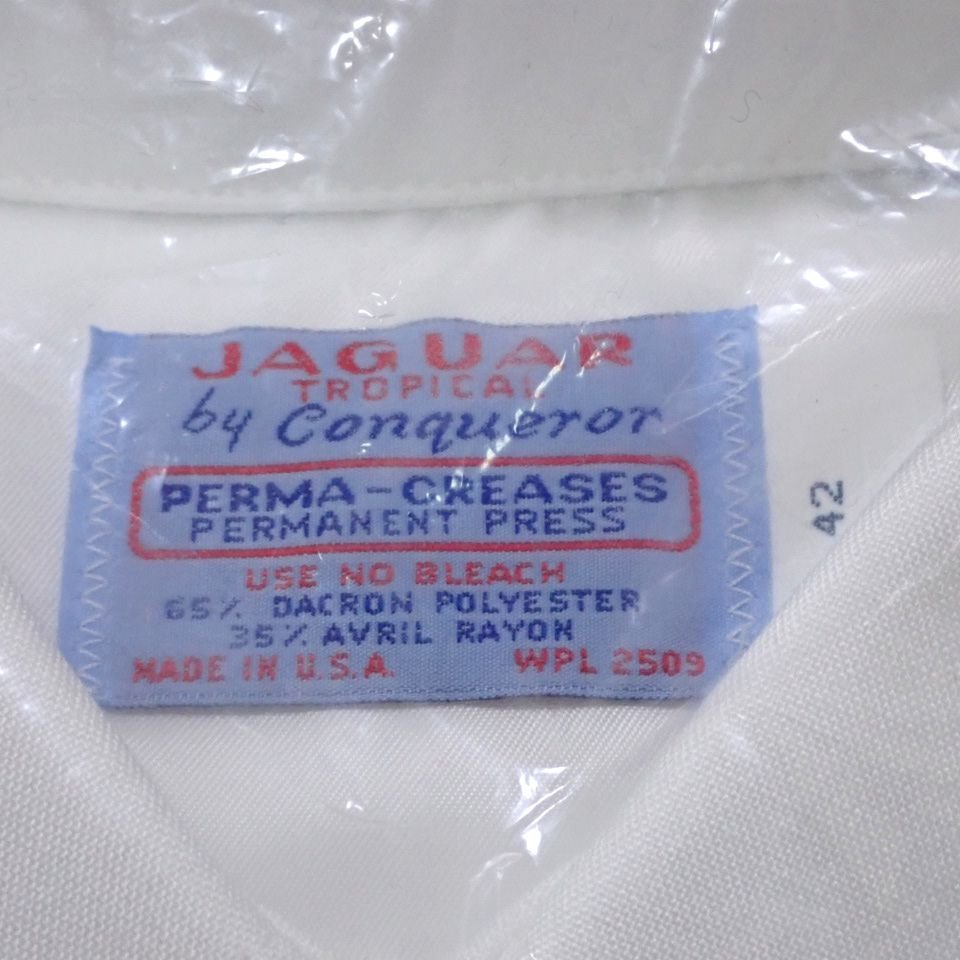 JAGUAR
TROPICAL
by Conqueror
PERMA-CREASES
PERMANENT PRESS
USE NO BLEACH
65% DACRON POLYESTER
35% AVRIL RAYON
MADE IN U.S.A. WPL 2509
42